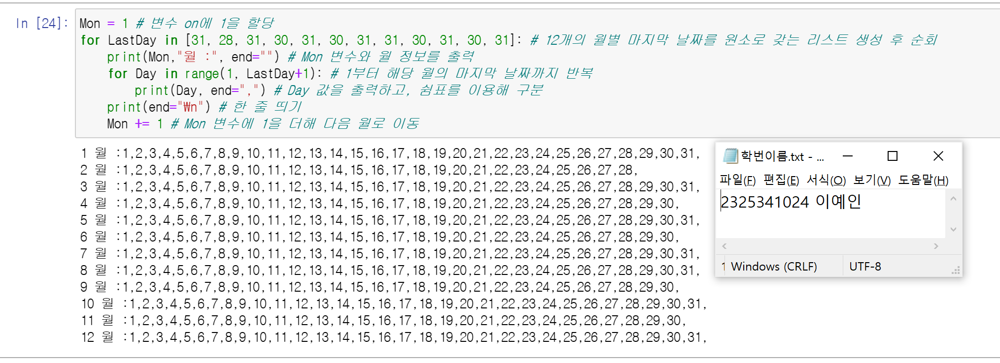 In [24]:
Mon = 1 # 변수 on에 1을 할당
for LastDay in [31, 28, 31, 30, 31, 30, 31, 31, 30, 31, 30, 31]: # 12개의 월별 마지막 날짜를 원소로 갖는 리스트 생성 후 순회
    print(Mon,"월 :", end="") # Mon 변수와 월 정보를 출력
    for Day in range(1, LastDay+1): # 1부터 해당 월의 마지막 날짜까지 반복
        print(Day, end=",") # Day 값을 출력하고, 쉼표를 이용해 구분
    print(end="₩n") # 한 줄 띄기
    Mon += 1 # Mon 변수에 1을 더해 다음 월로 이동
1 월 :1,2,3,4,5,6,7,8,9,10,11,12,13,14,15,16,17,18,19,20,21,22,23,24,25,26,27,28,29,30,31,
2 월 :1,2,3,4,5,6,7,8,9,10,11,12,13,14,15,16,17,18,19,20,21,22,23,24,25,26,27,28,
3 월 :1,2,3,4,5,6,7,8,9,10,11,12,13,14,15,16,17,18,19,20,21,22,23,24,25,26,27,28,29,30,31,
4 월 :1,2,3,4,5,6,7,8,9,10,11,12,13,14,15,16,17,18,19,20,21,22,23,24,25,26,27,28,29,30,
5 월 :1,2,3,4,5,6,7,8,9,10,11,12,13,14,15,16,17,18,19,20,21,22,23,24,25,26,27,28,29,30,31,
6 월 :1,2,3,4,5,6,7,8,9,10,11,12,13,14,15,16,17,18,19,20,21,22,23,24,25,26,27,28,29,30,
7 월 :1,2,3,4,5,6,7,8,9,10,11,12,13,14,15,16,17,18,19,20,21,22,23,24,25,26,27,28,29,30,31,
8 월 :1,2,3,4,5,6,7,8,9,10,11,12,13,14,15,16,17,18,19,20,21,22,23,24,25,26,27,28,29,30,31,
9 월 :1,2,3,4,5,6,7,8,9,10,11,12,13,14,15,16,17,18,19,20,21,22,23,24,25,26,27,28,29,30,
10 월 :1,2,3,4,5,6,7,8,9,10,11,12,13,14,15,16,17,18,19,20,21,22,23,24,25,26,27,28,29,30,31,
11 월 :1,2,3,4,5,6,7,8,9,10,11,12,13,14,15,16,17,18,19,20,21,22,23,24,25,26,27,28,29,30,
12 월 :1,2,3,4,5,6,7,8,9,10,11,12,13,14,15,16,17,18,19,20,21,22,23,24,25,26,27,28,29,30,31,
학번이름.txt - ...
파일(F) 편집(E) 서식(O) 보기(V) 도움말(H)
2325341024 이예인
1 Windows (CRLF) UTF-8